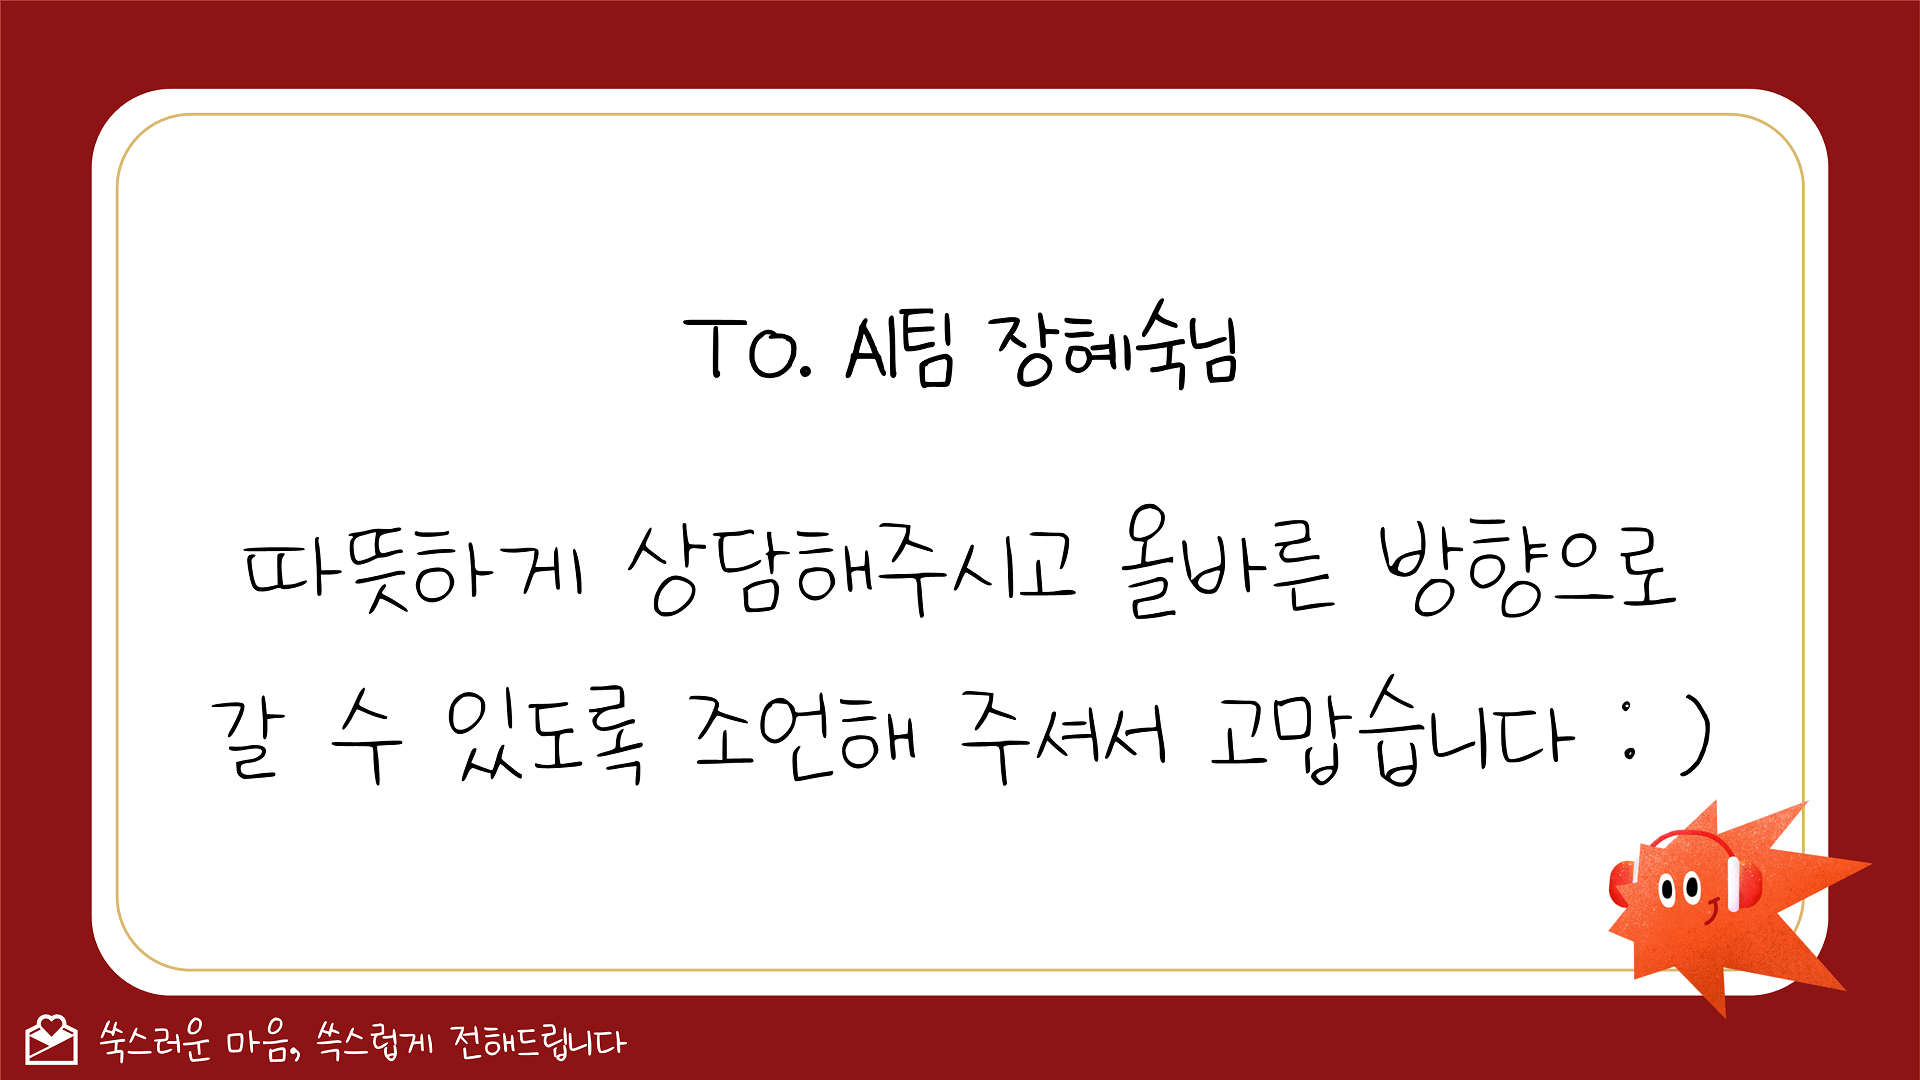 To. AI팀 장혜숙님
따뜻하게 상담해주시고 올바른 방향으로
갈 수 있도록 조언해 주셔서 고맙습니다 : )
쑥스러운 마음, 쓱스럽게 전해드립니다